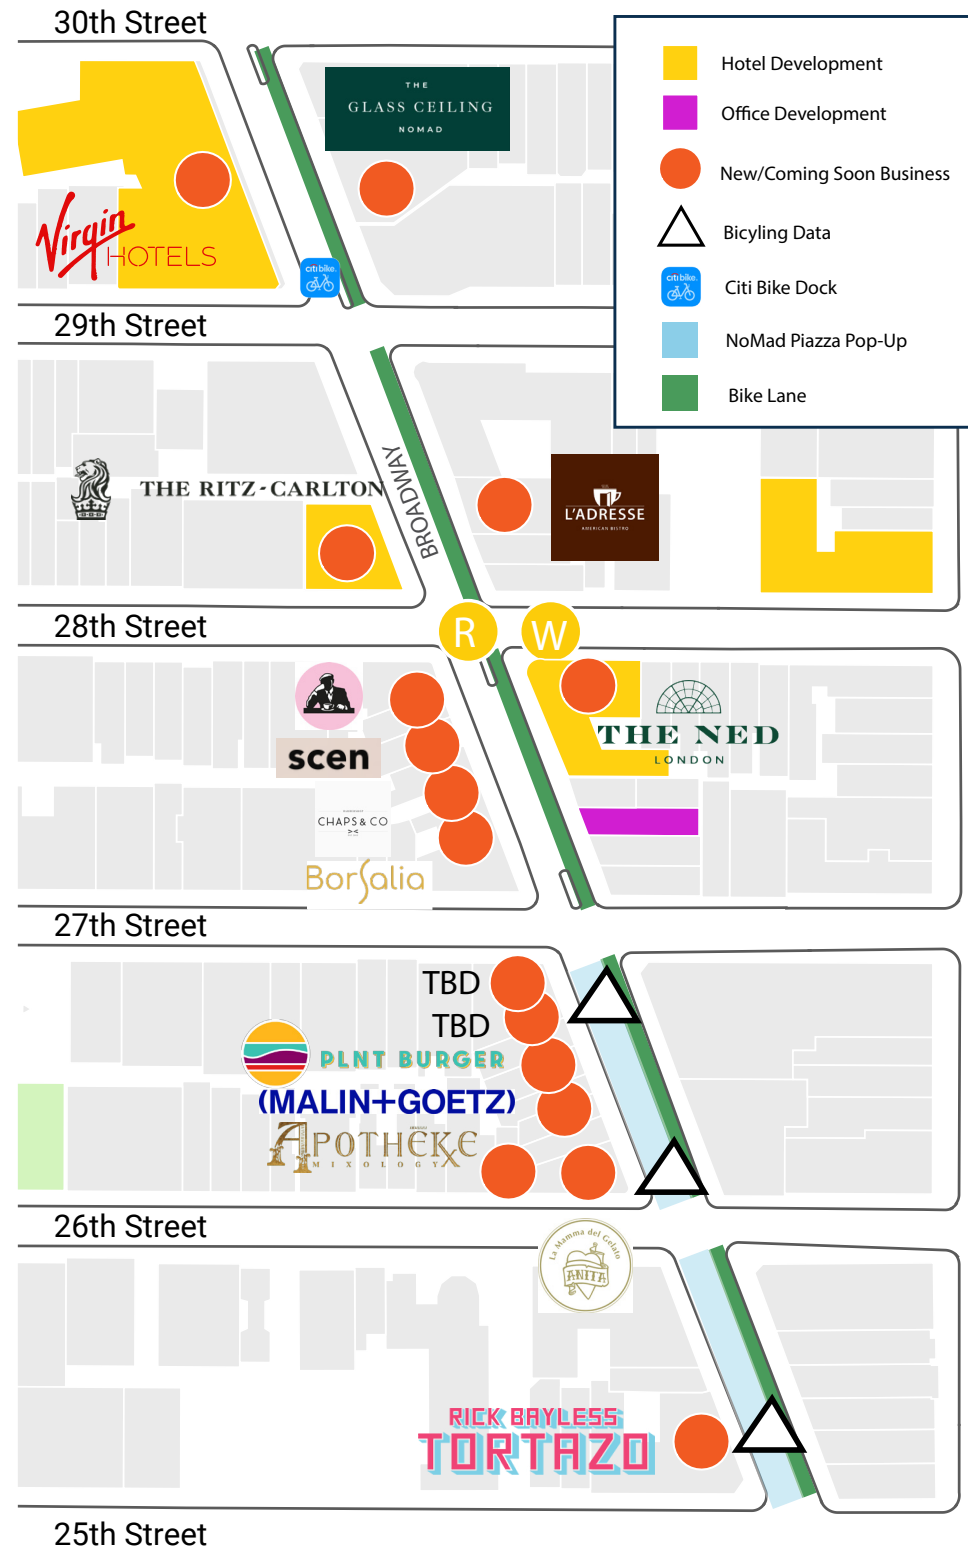 30th Street
Hotel Development
Office Development
New/Coming Soon Business
Bicyling Data
citi bike.
Citi Bike Dock
NoMad Piazza Pop-Up
Bike Lane
THE
GLASS CEILING
NOMAD
Virgin
HOTELS
citi bike.
29th Street
BROADWAY
THE RITZ-CARLTON
L'ADRESSE
AMERICAN BISTRO
28th Street
R
W
THE NED
LONDON
scen
CHAPS & CO
Borsalia
27th Street
TBD
TBD
PLNT BURGER
(MALIN+GOETZ)
APOTHEKE
MIXOLOGY
26th Street
La Mamma del Gelato
ANITA
RICK BAYLESS
TORTAZO
25th Street